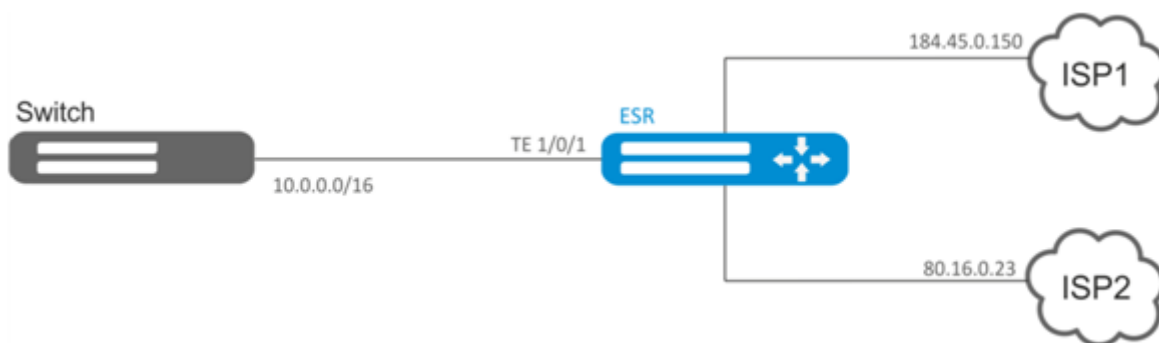 184.45.0.150
ISP1
Switch
ESR
TE 1/0/1
10.0.0.0/16
80.16.0.23
ISP2